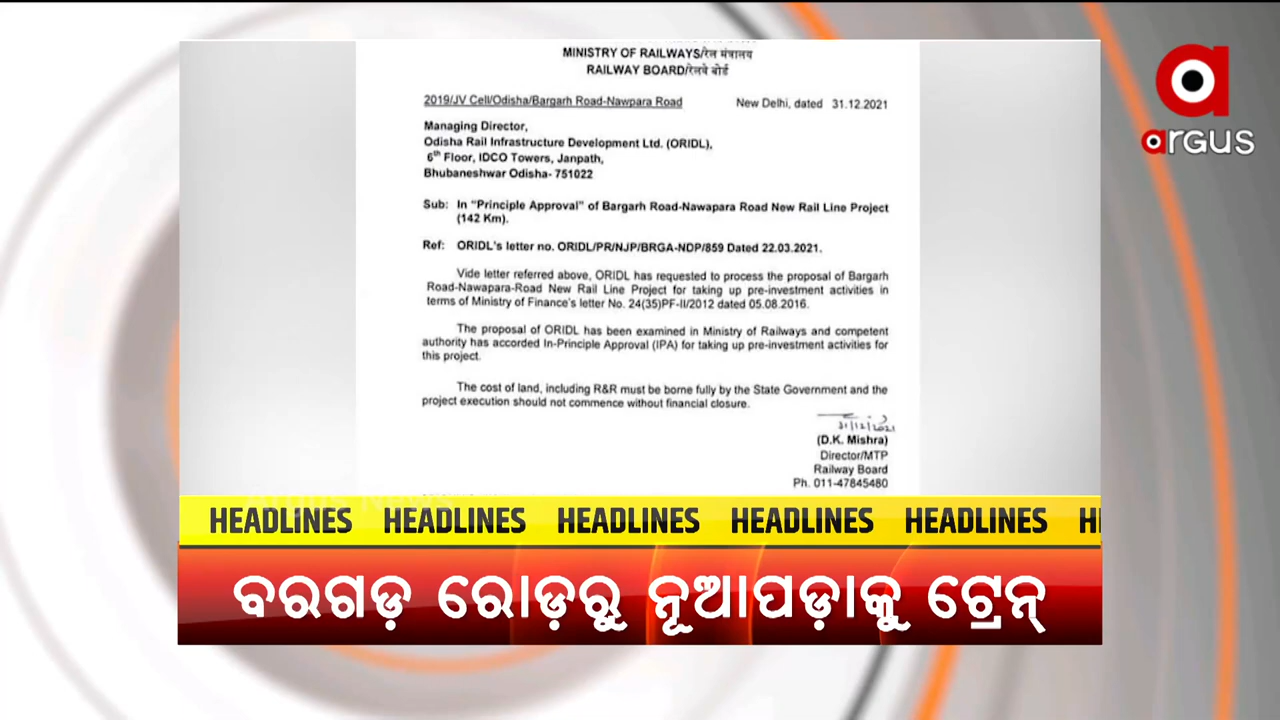 MINISTRY OF RAILWAYS/रेल मंत्रालय
RAILWAY BOARD/रेलवे बोर्ड
2019/JV Cell/Odisha/Bargarh Road-Nawpara Road New Delhi, dated 31.12.2021
Managing Director,
Odisha Rail Infrastructure Development Ltd. (ORIDL),
6th Floor, IDCO Towers, Janpath,
Bhubaneshwar Odisha- 751022
Sub: In “Principle Approval” of Bargarh Road-Nawapara Road New Rail Line Project
(142 Km).
Ref: ORIDL's letter no. ORIDL/PR/NJP/BRGA-NDP/859 Dated 22.03.2021.
Vide letter referred above, ORIDL has requested to process the proposal of Bargarh
Road-Nawapara-Road New Rail Line Project for taking up pre-investment activities in
terms of Ministry of Finance's letter No. 24(35)PF-II/2012 dated 05.08.2016.
The proposal of ORIDL has been examined in Ministry of Railways and competent
authority has accorded In-Principle Approval (IPA) for taking up pre-investment activities for
this project.
The cost of land, including R&R must be borne fully by the State Government and the
project execution should not commence without financial closure.
31/12/2021
(D.K. Mishra)
Director/MTP
Railway Board
Ph. 011-47845480
argus
Argus News
HEADLINES HEADLINES HEADLINES HEADLINES HEADLINES H
ବରଗଡ଼ ରୋଡ଼ରୁ ନୂଆପଡ଼ାକୁ ଟ୍ରେନ୍